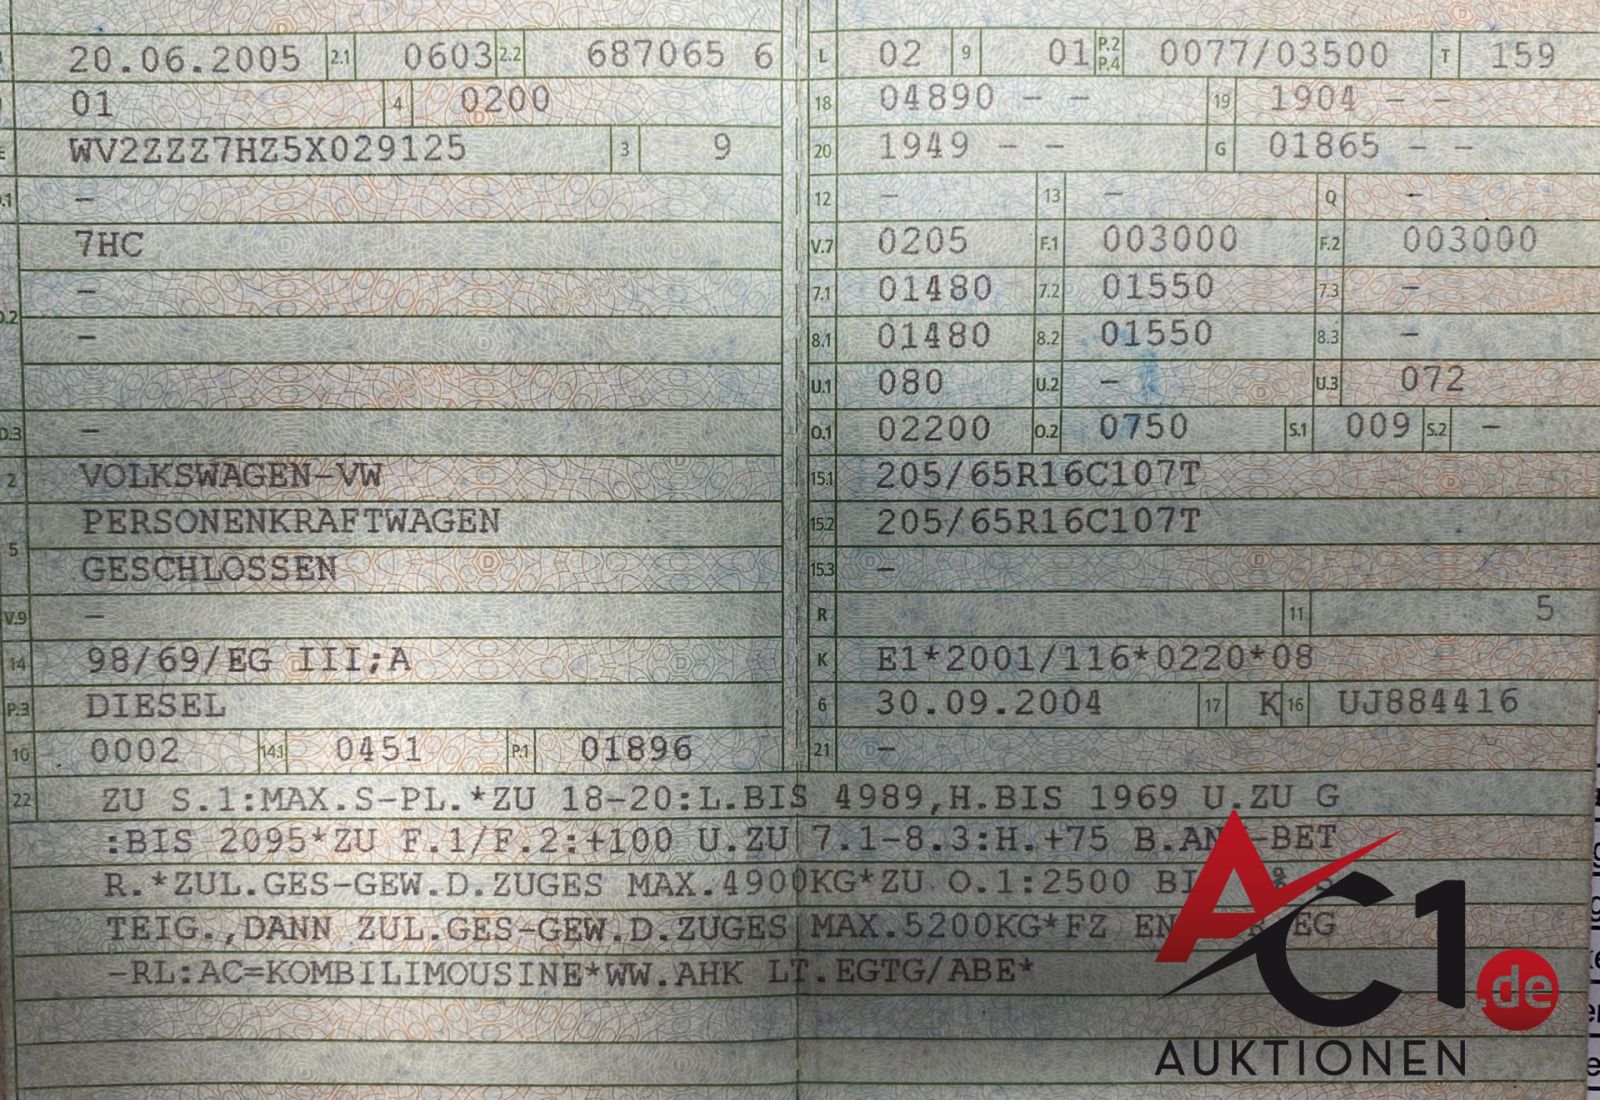 20.06.2005 2.1 0603 2.2 687065 6
01 4 0200
WV2ZZZ7HZ5X029125 3 9
–
7HC
–
–
D.3 –
2 VOLKSWAGEN-VW
5 PERSONENKRAFTWAGEN
GESCHLOSSEN
V.9 –
14 98/69/EG III;A
P.3 DIESEL
10 0002 14.1 0451 P.1 01896
L 02 9 01 P.2 P.4 0077/03500 T 159
18 04890 – – 19 1904 – –
20 1949 – – G 01865 – –
12 – 13 – Q –
V.7 0205 F.1 003000 F.2 003000
7.1 01480 7.2 01550 7.3 –
8.1 01480 8.2 01550 8.3 –
U.1 080 U.2 – U.3 072
O.1 02200 O.2 0750 S.1 009 S.2 –
15.1 205/65R16C107T
15.2 205/65R16C107T
15.3 –
R 11 5
K E1*2001/116*0220*08
6 30.09.2004 17 K 16 UJ884416
21 –
22 ZU S.1:MAX.S-PL.*ZU 18-20:L.BIS 4989,H.BIS 1969 U.ZU G
:BIS 2095*ZU F.1/F.2:+100 U.ZU 7.1-8.3:H.+75 B.AN -BET
R.*ZUL.GES-GEW.D.ZUGES MAX.4900KG*ZU O.1:2500 BI % S
TEIG.,DANN ZUL.GES-GEW.D.ZUGES MAX.5200KG*FZ EN EG
-RL:AC=KOMBILIMOUSINE*WW.AHK LT.EGTG/ABE*
AC1.de
AUKTIONEN